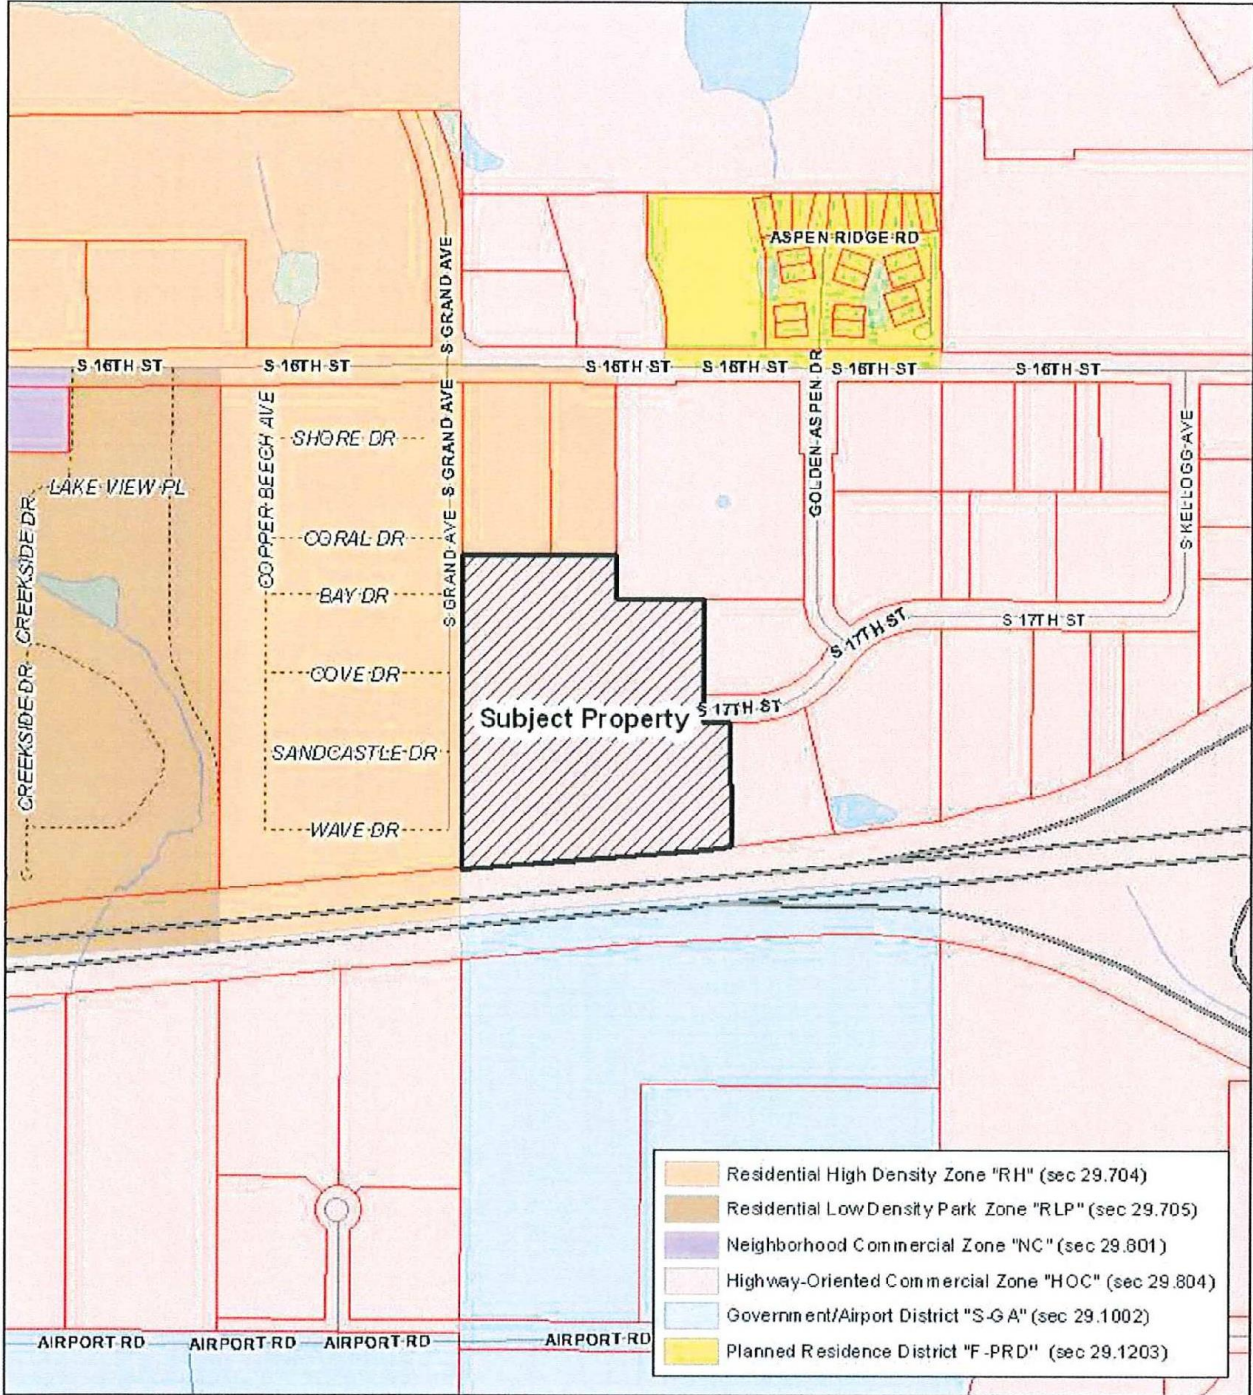 S GRAND AVE
ASPEN RIDGE RD
S 16TH ST
S 16TH ST
S 16TH ST
S 16TH ST
S 16TH ST
S 16TH ST
GOLDEN ASPEN DR
COPPER BEECH AVE
SHORE DR
S GRAND AVE
S GRAND AVE
S GRAND AVE
LAKE VIEW PL
CREEKSIDE DR
CREEKSIDE DR
S KELLOGG AVE
CORAL DR
BAY DR
S 17TH ST
S 17TH ST
S 17TH ST
COVE DR
Subject Property
SANDCASTLE DR
WAVE DR
Residential High Density Zone "RH" (sec 29.704)
Residential Low Density Park Zone "RLP" (sec 29.705)
Neighborhood Commercial Zone "NC" (sec 29.801)
Highway-Oriented Commercial Zone "HOC" (sec 29.804)
Government/Airport District "S-GA" (sec 29.1002)
Planned Residence District "F-PRD" (sec 29.1203)
AIRPORT RD
AIRPORT RD
AIRPORT RD
AIRPORT RD